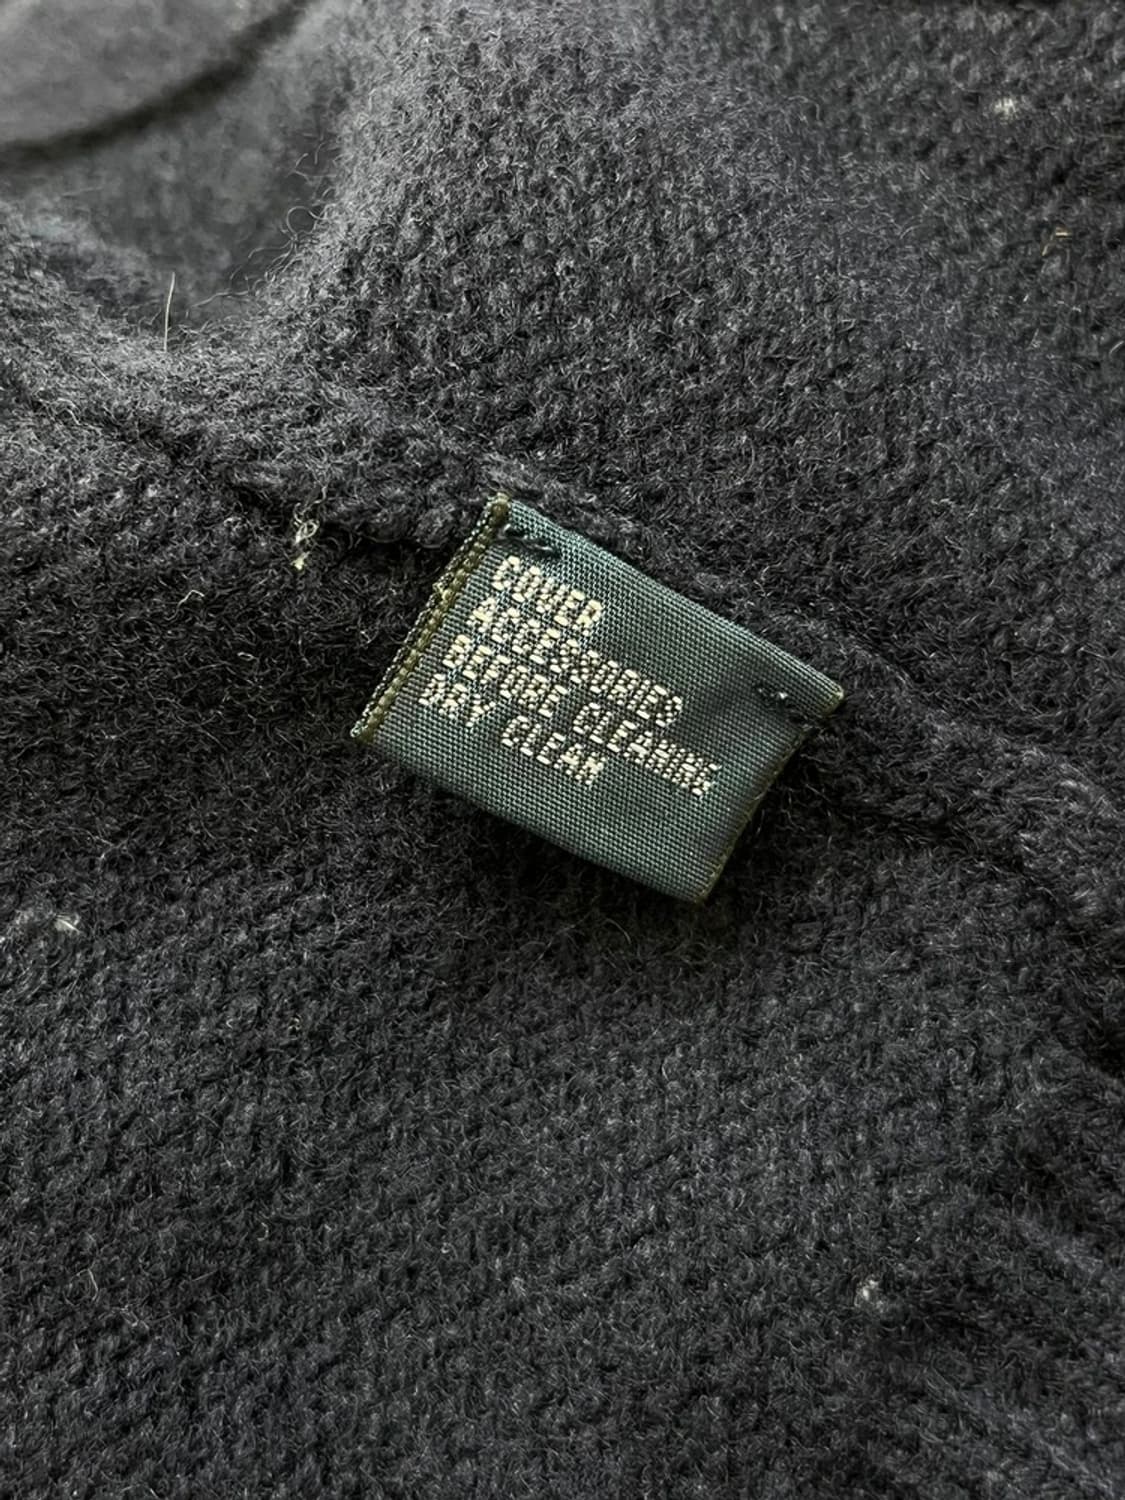 COVER
ACCESSORIES
BEFORE CLEANING
DRY CLEAN